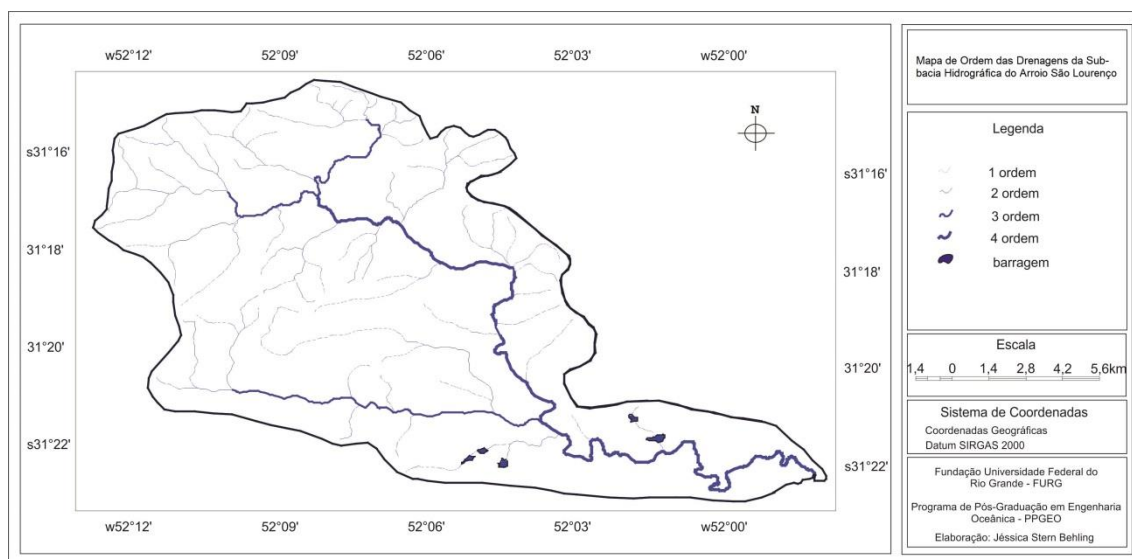 w52°12' 52°09' 52°06' 52°03' w52°00'
s31°16'
31°18'
31°20'
s31°22'
N
s31°16'
31°18'
31°20'
s31°22'
w52°12' 52°09' 52°06' 52°03' w52°00'
Mapa de Ordem das Drenagens da Sub-
bacia Hidrográfica do Arroio São Lourenço
Legenda
1 ordem
2 ordem
3 ordem
4 ordem
barragem
Escala
1,4 0 1,4 2,8 4,2 5,6km
Sistema de Coordenadas
Coordenadas Geográficas
Datum SIRGAS 2000
Fundação Universidade Federal do
Rio Grande - FURG
Programa de Pós-Graduação em Engenharia
Oceânica - PPGEO
Elaboração: Jéssica Stern Behling